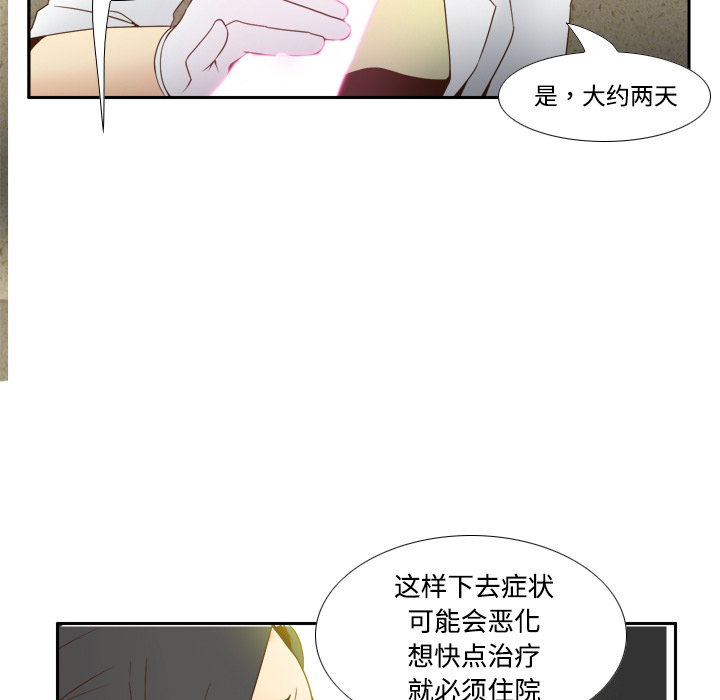 是，大约两天
这样下去症状
可能会恶化
想快点治疗
就必须住院